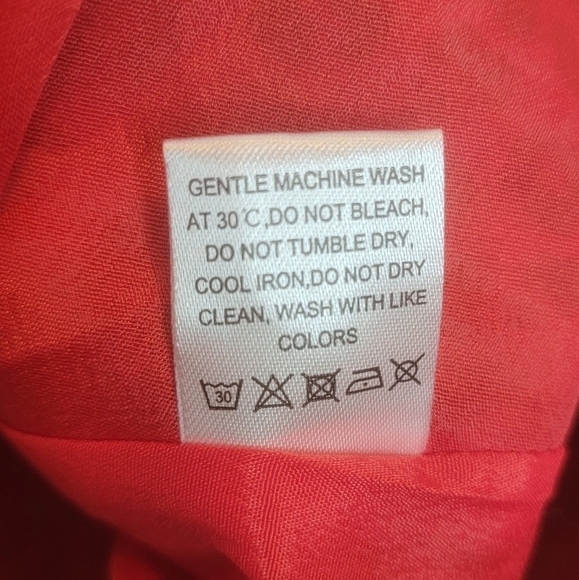 GENTLE MACHINE WASH
AT 30℃,DO NOT BLEACH,
DO NOT TUMBLE DRY,
COOL IRON,DO NOT DRY
CLEAN, WASH WITH LIKE
COLORS
30